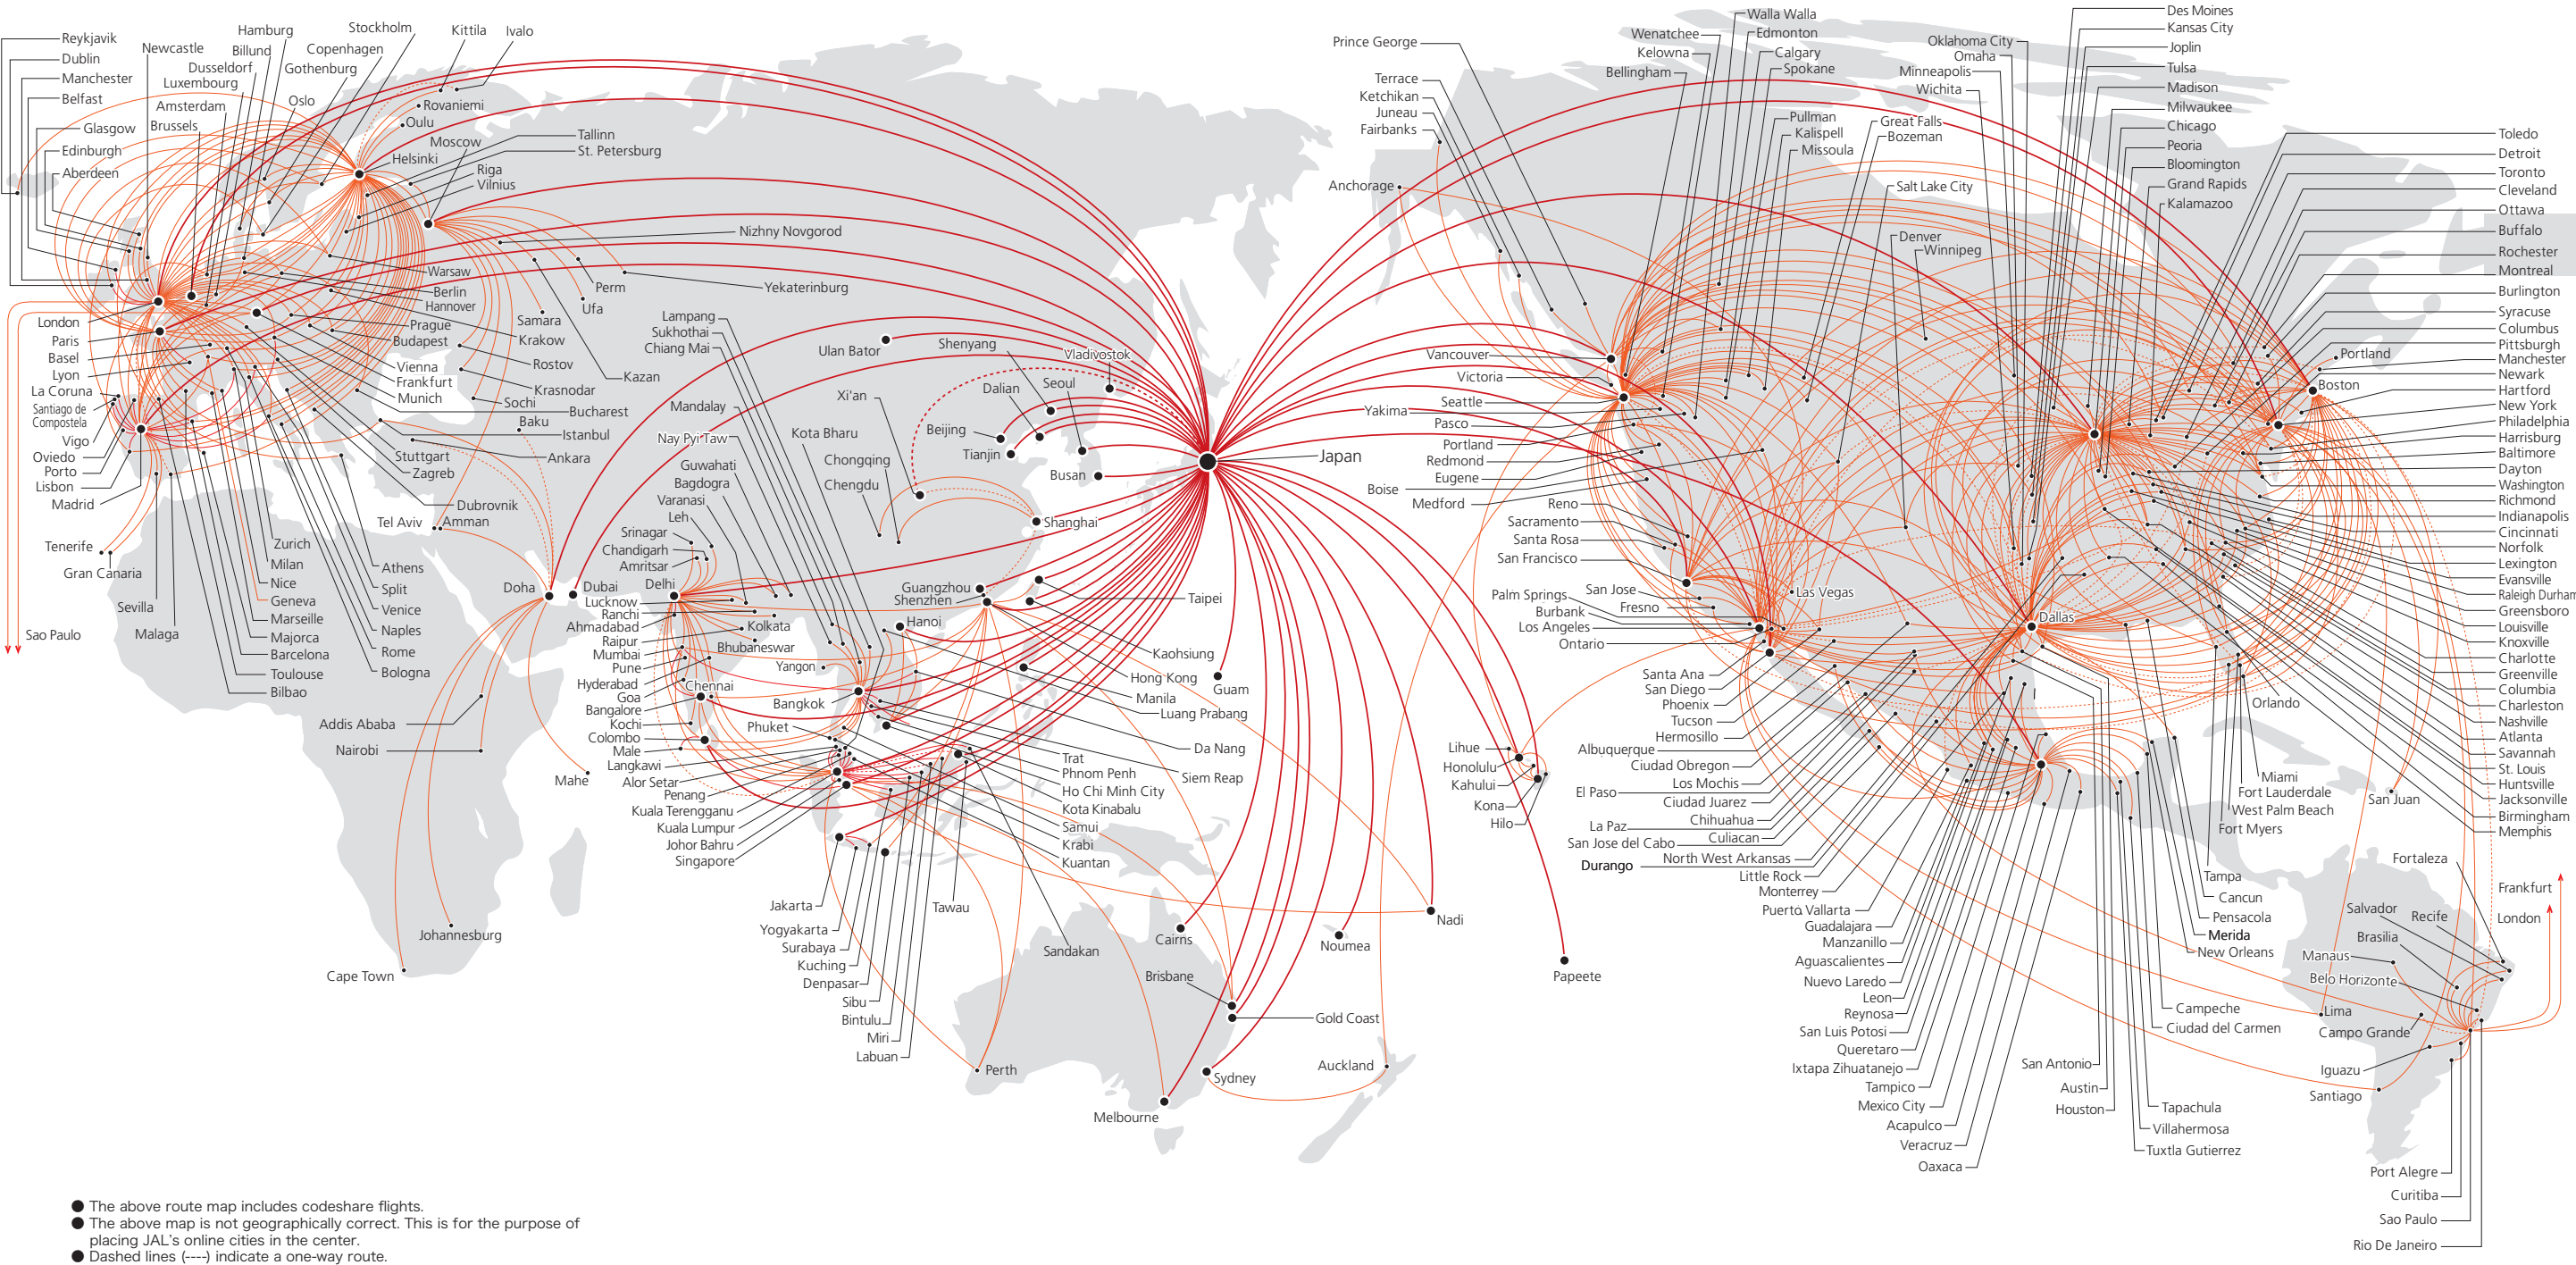 Reykjavik
Dublin
Manchester
Belfast
Glasgow
Edinburgh
Aberdeen
Newcastle
Hamburg
Billund
Dusseldorf
Luxembourg
Amsterdam
Brussels
Stockholm
Copenhagen
Gothenburg
Oslo
Kittila
Ivalo
Rovaniemi
Oulu
Moscow
Helsinki
Tallinn
St. Petersburg
Riga
Vilnius
Nizhny Novgorod
Warsaw
Berlin
Hannover
Perm
Ufa
Yekaterinburg
Samara
Prague
Budapest
Krakow
Rostov
Kazan
Vienna
Frankfurt
Munich
Krasnodar
Sochi
Bucharest
Baku
Istanbul
Ankara
Stuttgart
Zagreb
Dubrovnik
Tel Aviv
Amman
London
Paris
Basel
Lyon
La Coruna
Santiago de
Compostela
Vigo
Oviedo
Porto
Lisbon
Madrid
Tenerife
Gran Canaria
Sao Paulo
Sevilla
Malaga
Zurich
Milan
Nice
Geneva
Marseille
Majorca
Barcelona
Toulouse
Bilbao
Athens
Split
Venice
Naples
Rome
Bologna
Doha
Dubai
Addis Ababa
Nairobi
Mahe
Johannesburg
Cape Town
Lampang
Sukhothai
Chiang Mai
Mandalay
Nay Pyi Taw
Guwahati
Bagdogra
Varanasi
Leh
Srinagar
Chandigarh
Amritsar
Delhi
Lucknow
Ranchi
Ahmadabad
Raipur
Mumbai
Pune
Hyderabad
Goa
Bangalore
Kochi
Colombo
Male
Langkawi
Alor Setar
Penang
Kuala Terengganu
Kuala Lumpur
Johor Bahru
Singapore
Kolkata
Bhubaneswar
Yangon
Chennai
Bangkok
Phuket
Ulan Bator
Shenyang
Vladivostok
Dalian
Seoul
Xi'an
Beijing
Tianjin
Busan
Kota Bharu
Chongqing
Chengdu
Shanghai
Japan
Guangzhou
Shenzhen
Hanoi
Taipei
Kaohsiung
Hong Kong
Manila
Luang Prabang
Guam
Da Nang
Siem Reap
Trat
Phnom Penh
Ho Chi Minh City
Kota Kinabalu
Samui
Krabi
Kuantan
Jakarta
Yogyakarta
Surabaya
Kuching
Denpasar
Sibu
Bintulu
Miri
Labuan
Tawau
Sandakan
Cairns
Brisbane
Gold Coast
Perth
Sydney
Melbourne
Auckland
Noumea
Nadi
Papeete
Prince George
Terrace
Ketchikan
Juneau
Fairbanks
Anchorage
Wenatchee
Kelowna
Bellingham
Walla Walla
Edmonton
Calgary
Spokane
Pullman
Kalispell
Missoula
Great Falls
Bozeman
Salt Lake City
Denver
Winnipeg
Oklahoma City
Omaha
Minneapolis
Wichita
Des Moines
Kansas City
Joplin
Tulsa
Madison
Milwaukee
Chicago
Peoria
Bloomington
Grand Rapids
Kalamazoo
Vancouver
Victoria
Seattle
Yakima
Pasco
Portland
Redmond
Eugene
Boise
Medford
Reno
Sacramento
Santa Rosa
San Francisco
San Jose
Fresno
Palm Springs
Burbank
Los Angeles
Ontario
Las Vegas
Santa Ana
San Diego
Phoenix
Tucson
Hermosillo
Albuquerque
Ciudad Obregon
Los Mochis
El Paso
Ciudad Juarez
Chihuahua
La Paz
Culiacan
San Jose del Cabo
North West Arkansas
Durango
Little Rock
Monterrey
Puerto Vallarta
Guadalajara
Manzanillo
Aguascalientes
Nuevo Laredo
Leon
Reynosa
San Luis Potosi
Queretaro
Ixtapa Zihuatanejo
Tampico
Mexico City
Acapulco
Veracruz
Oaxaca
Lihue
Honolulu
Kahului
Kona
Hilo
Dallas
San Antonio
Austin
Houston
Tapachula
Villahermosa
Tuxtla Gutierrez
Campeche
Ciudad del Carmen
Tampa
Cancun
Pensacola
Merida
New Orleans
Orlando
Miami
Fort Lauderdale
West Palm Beach
Fort Myers
San Juan
Portland
Boston
Toledo
Detroit
Toronto
Cleveland
Ottawa
Buffalo
Rochester
Montreal
Burlington
Syracuse
Columbus
Pittsburgh
Manchester
Newark
Hartford
New York
Philadelphia
Harrisburg
Baltimore
Dayton
Washington
Richmond
Indianapolis
Cincinnati
Norfolk
Lexington
Evansville
Raleigh Durham
Greensboro
Louisville
Knoxville
Charlotte
Greenville
Columbia
Charleston
Nashville
Atlanta
Savannah
St. Louis
Huntsville
Jacksonville
Birmingham
Memphis
Fortaleza
Frankfurt
London
Salvador
Recife
Brasilia
Manaus
Belo Horizonte
Lima
Campo Grande
Iguazu
Santiago
Port Alegre
Curitiba
Sao Paulo
Rio De Janeiro
● The above route map includes codeshare flights.
● The above map is not geographically correct. This is for the purpose of
placing JAL's online cities in the center.
● Dashed lines (----) indicate a one-way route.